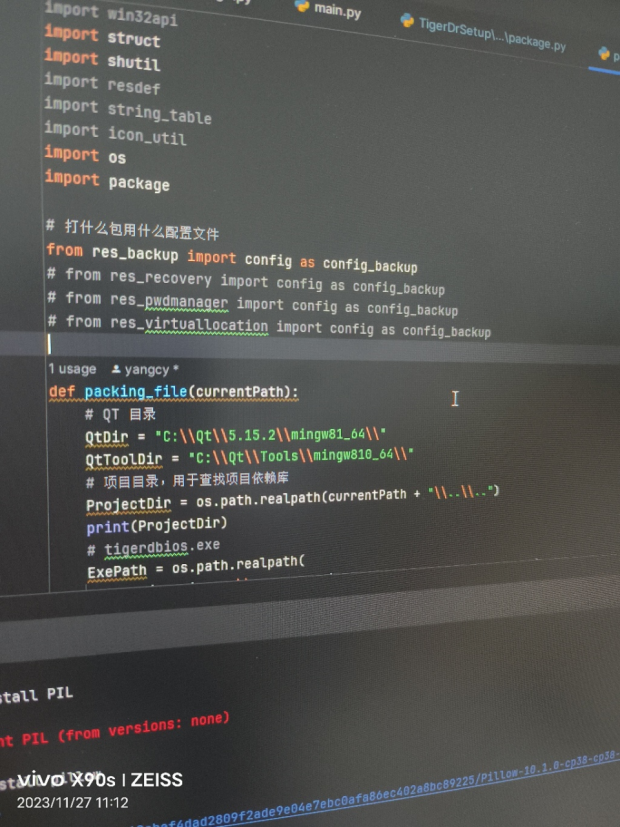 main.py
TigerDrSetup\...\package.py
import win32api
import struct
import shutil
import resdef
import string_table
import icon_util
import os
import package
# 打什么包用什么配置文件
from res_backup import config as config_backup
# from res_recovery import config as config_backup
# from res_pwdmanager import config as config_backup
# from res_virtuallocation import config as config_backup
1 usage yangcy *
def packing_file(currentPath):
# QT 目录
QtDir = "C:\\Qt\\5.15.2\\mingw81_64\\"
QtToolDir = "C:\\Qt\\Tools\\mingw810_64\\"
# 项目目录，用于查找项目依赖库
ProjectDir = os.path.realpath(currentPath + "\\..\\..")
print(ProjectDir)
# tigerdbios.exe
ExePath = os.path.realpath(
stall PIL
nt PIL (from versions: none)
vivo X90s | ZEISS
2023/11/27 11:12
4dad2809f2ade9e04e7ebc0afa86ec402a8bc89225/Pillow-10.1.0-cp38-cp38-